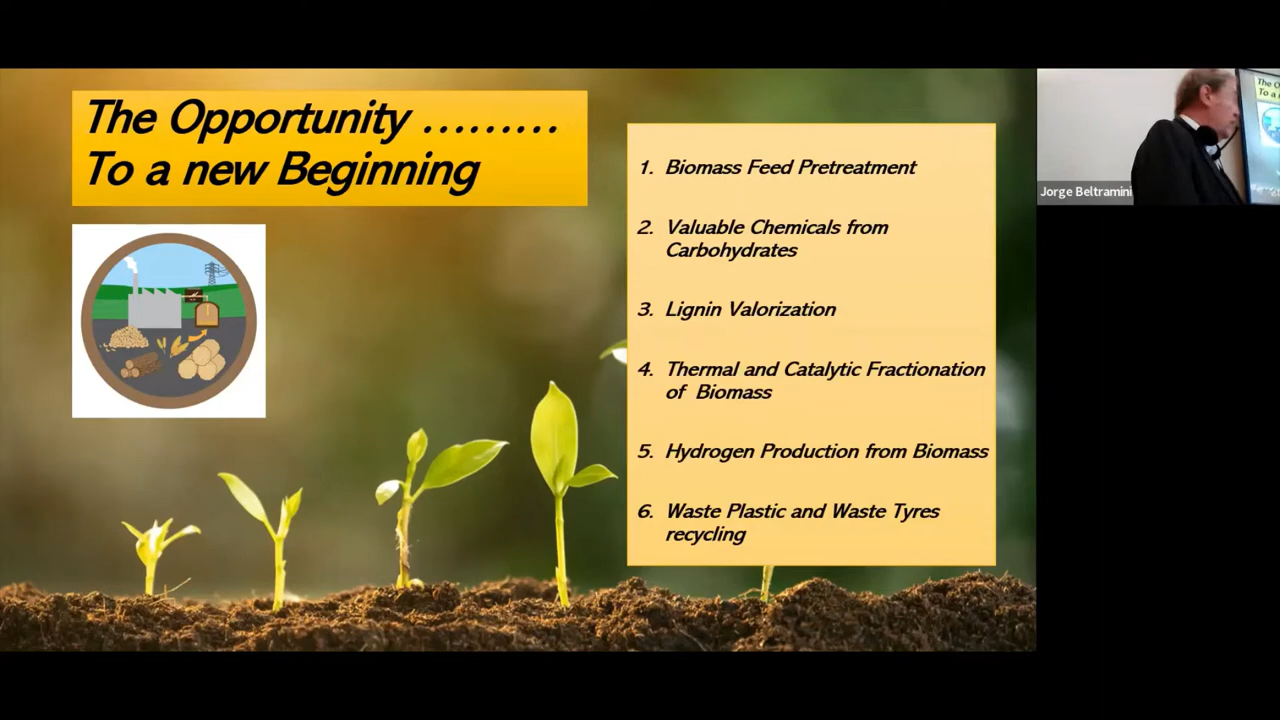 The Opportunity .........
To a new Beginning
1. Biomass Feed Pretreatment
2. Valuable Chemicals from
Carbohydrates
3. Lignin Valorization
4. Thermal and Catalytic Fractionation
of Biomass
5. Hydrogen Production from Biomass
6. Waste Plastic and Waste Tyres
recycling
Jorge Beltramini
The O
To a